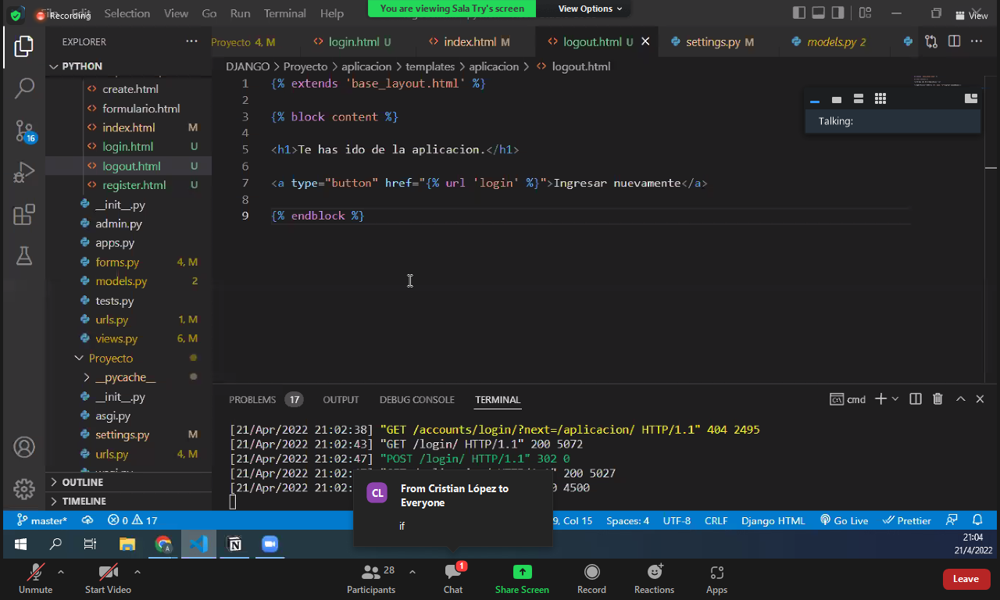 Recording
File Edit Selection View Go Run Terminal Help
You are viewing Sala Try's screen
View Options
View
EXPLORER
Proyecto 4, M
login.html U
index.html M
logout.html U
settings.py M
models.py 2
PYTHON
DJANGO > Proyecto > aplicacion > templates > aplicacion > logout.html
create.html
formulario.html
index.html M
login.html U
logout.html U
register.html U
__init__.py
admin.py
apps.py
forms.py 4, M
models.py 2
tests.py
urls.py 1, M
views.py 6, M
Proyecto
__pycache__
__init__.py
asgi.py
settings.py M
urls.py 4, M
OUTLINE
TIMELINE
16
1 {% extends 'base_layout.html' %}
2
3 {% block content %}
4
5 <h1>Te has ido de la aplicacion.</h1>
6
7 <a type="button" href="{% url 'login' %}">Ingresar nuevamente</a>
8
9 {% endblock %}
Talking:
PROBLEMS 17 OUTPUT DEBUG CONSOLE TERMINAL
cmd
[21/Apr/2022 21:02:38] "GET /accounts/login/?next=/aplicacion/ HTTP/1.1" 404 2495
[21/Apr/2022 21:02:43] "GET /login/ HTTP/1.1" 200 5072
[21/Apr/2022 21:02:47] "POST /login/ HTTP/1.1" 302 0
[21/Apr/2022 21:02: " 200 5027
[21/Apr/2022 21:02: 4500
CL
From Cristian López to
Everyone
if
master* 0 17
9, Col 15 Spaces: 4 UTF-8 CRLF Django HTML Go Live Prettier
21:04
21/4/2022
Unmute
Start Video
Participants 28
Chat 1
Share Screen
Record
Reactions
Apps
Leave